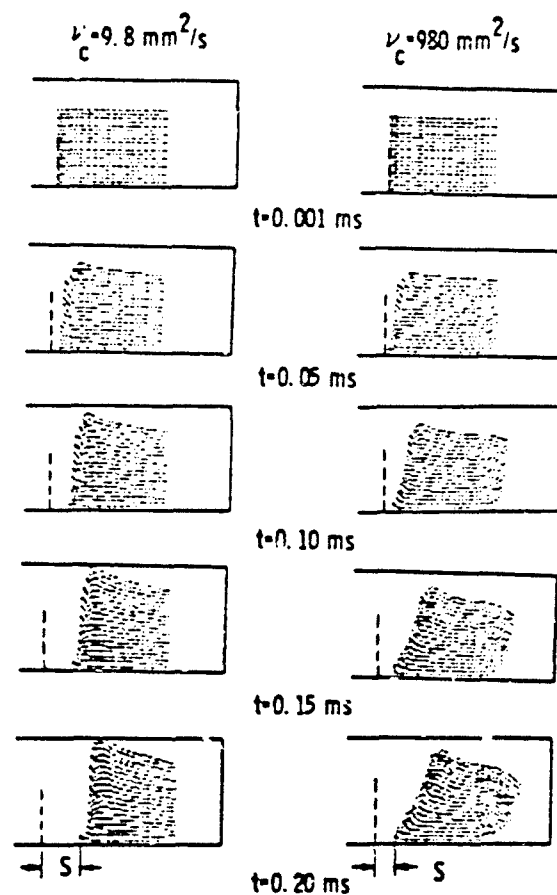 ν_c=9.8 mm²/s
ν_c=980 mm²/s
t=0.001 ms
t=0.05 ms
t=0.10 ms
t=0.15 ms
t=0.20 ms
S
S